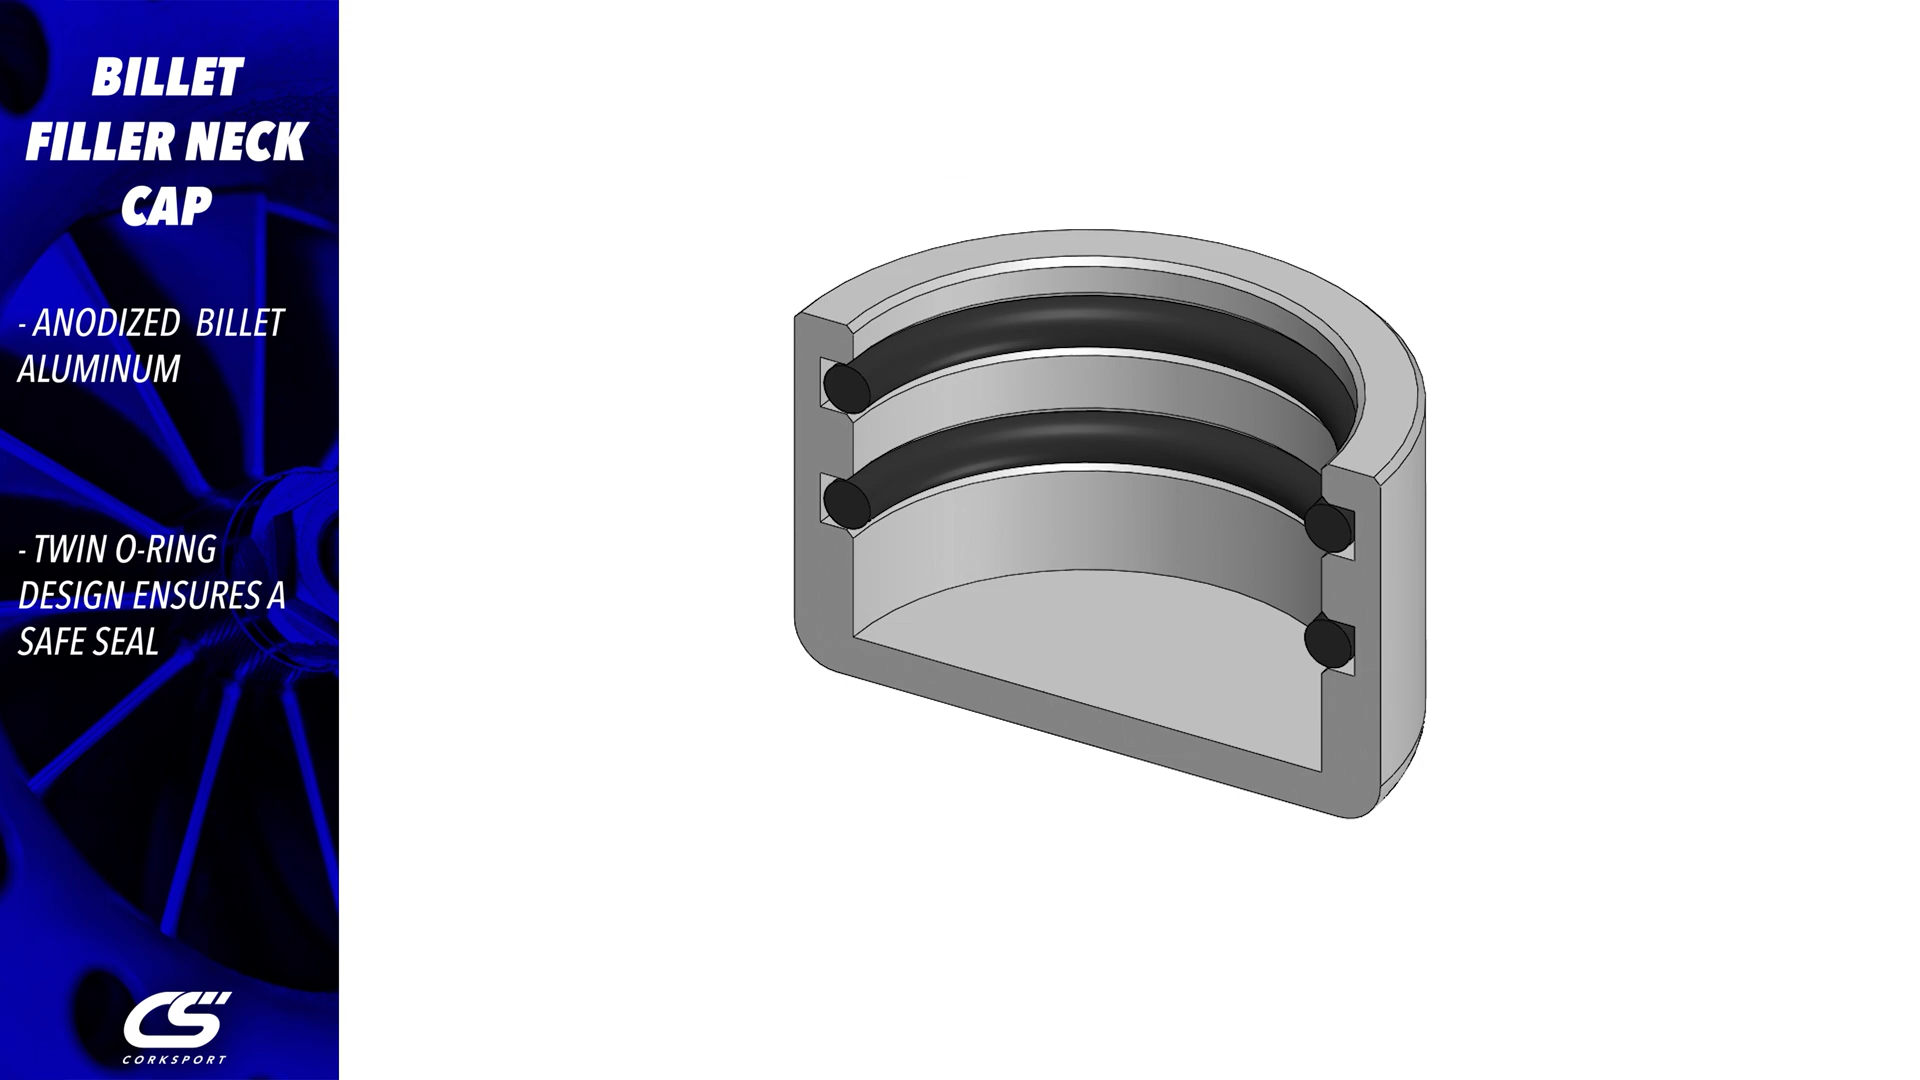 BILLET
FILLER NECK
CAP
- ANODIZED BILLET
ALUMINUM
- TWIN O-RING
DESIGN ENSURES A
SAFE SEAL
CS
CORKSPORT